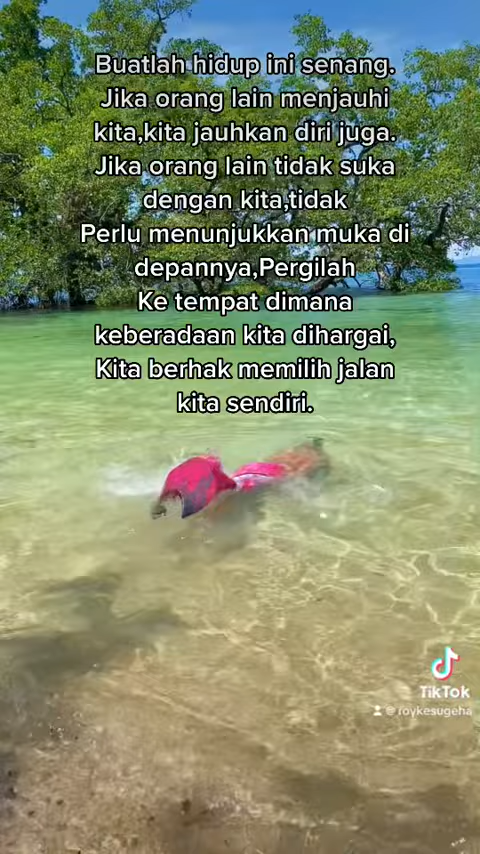 Buatlah hidup ini senang.
Jika orang lain menjauhi
kita,kita jauhkan diri juga.
Jika orang lain tidak suka
dengan kita,tidak
Perlu menunjukkan muka di
depannya,Pergilah
Ke tempat dimana
keberadaan kita dihargai,
Kita berhak memilih jalan
kita sendiri.
TikTok
@ roykesugeha